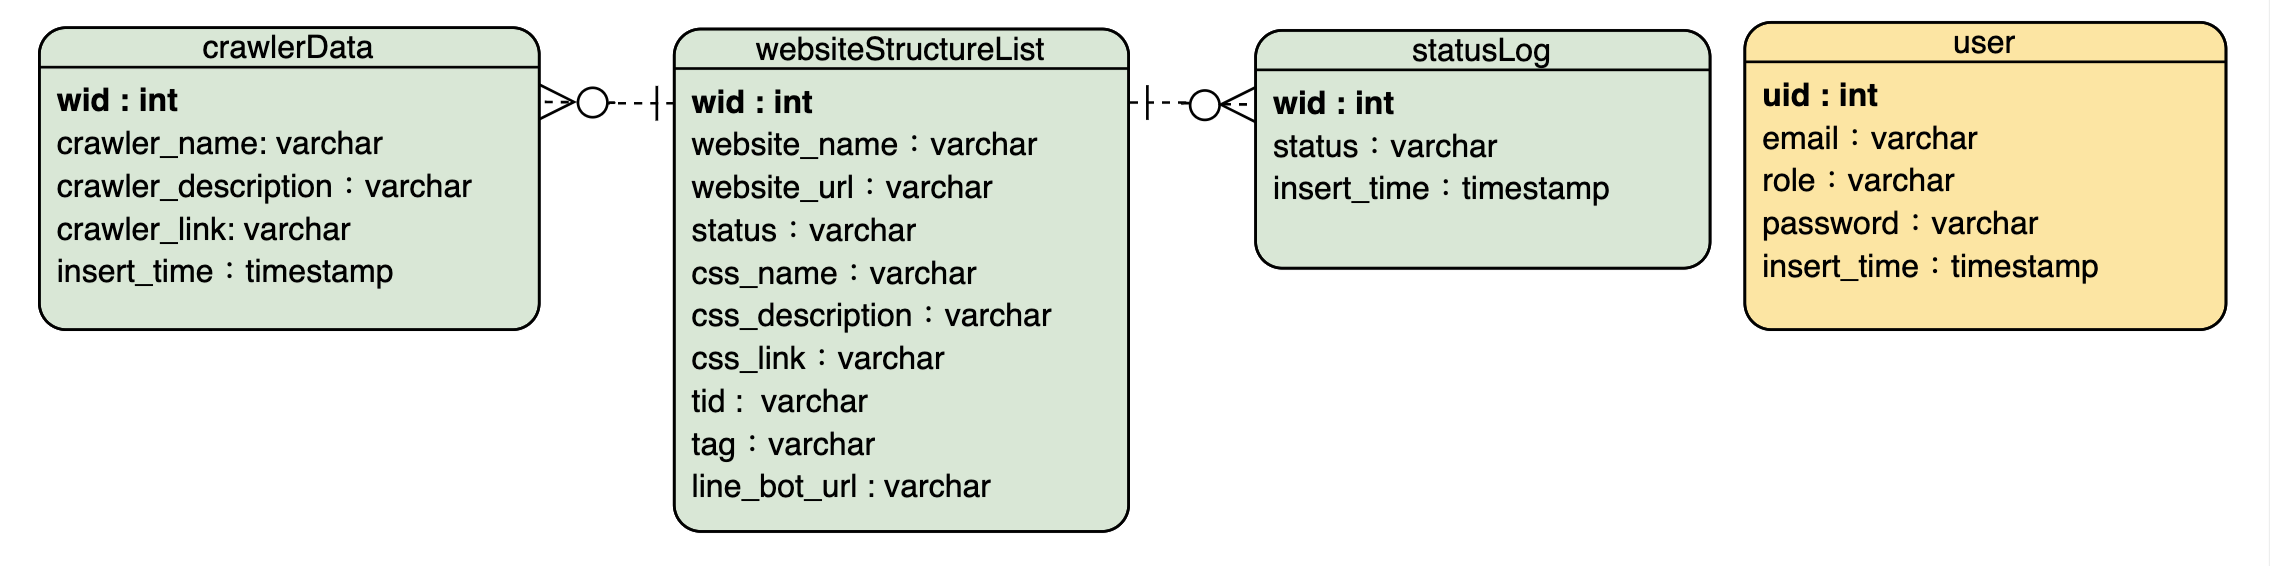 crawlerData
wid : int
crawler_name: varchar
crawler_description：varchar
crawler_link: varchar
insert_time：timestamp
websiteStructureList
wid : int
website_name：varchar
website_url：varchar
status：varchar
css_name：varchar
css_description：varchar
css_link：varchar
tid :  varchar
tag：varchar
line_bot_url : varchar
statusLog
wid : int
status：varchar
insert_time：timestamp
user
uid : int
email：varchar
role：varchar
password：varchar
insert_time：timestamp